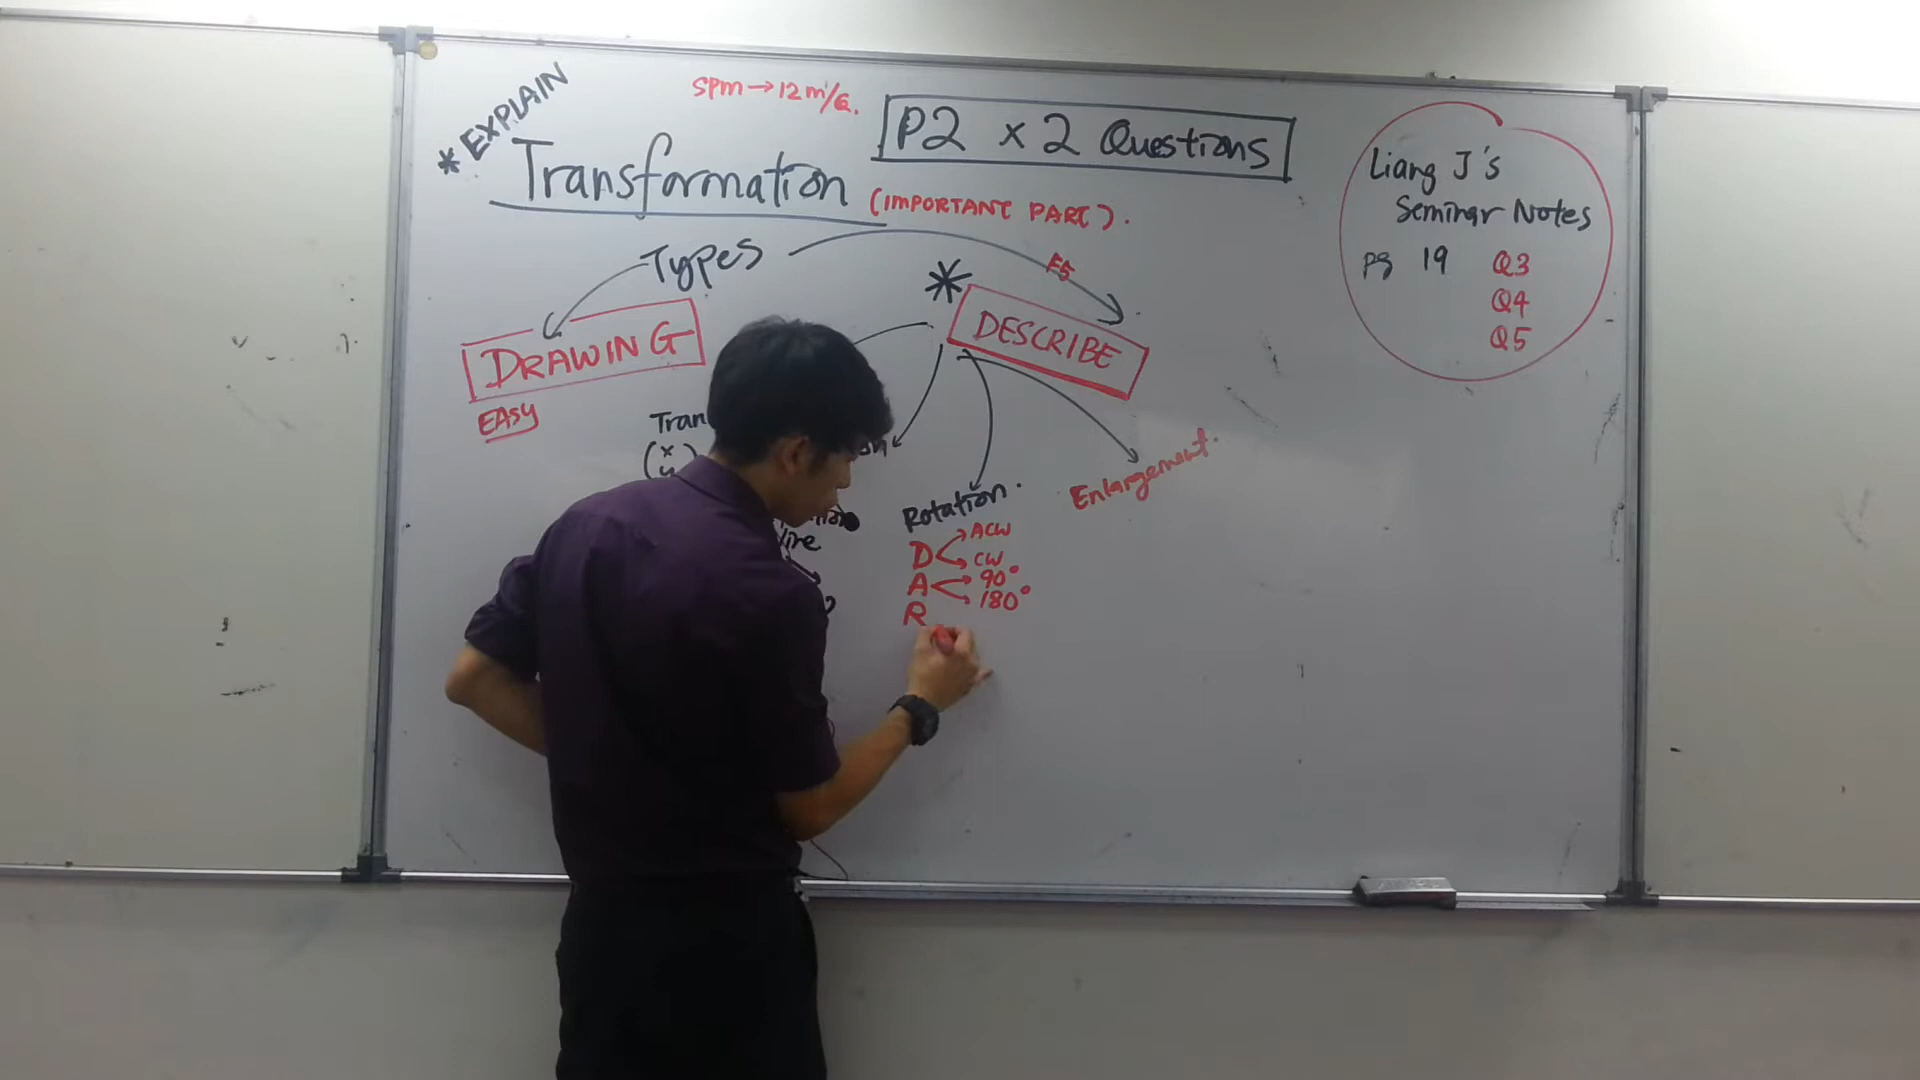 * EXPLAIN
SPM → 12 m/Q.
P2 x 2 Questions
Transformation
(IMPORTANT PART).
Types
F5
*
DRAWING
EASY
DESCRIBE
Rotation.
D
ACW
CW
A
90°
180°
R
Enlargement.
Liang J's
Seminar Notes
pg 19 Q3
Q4
Q5